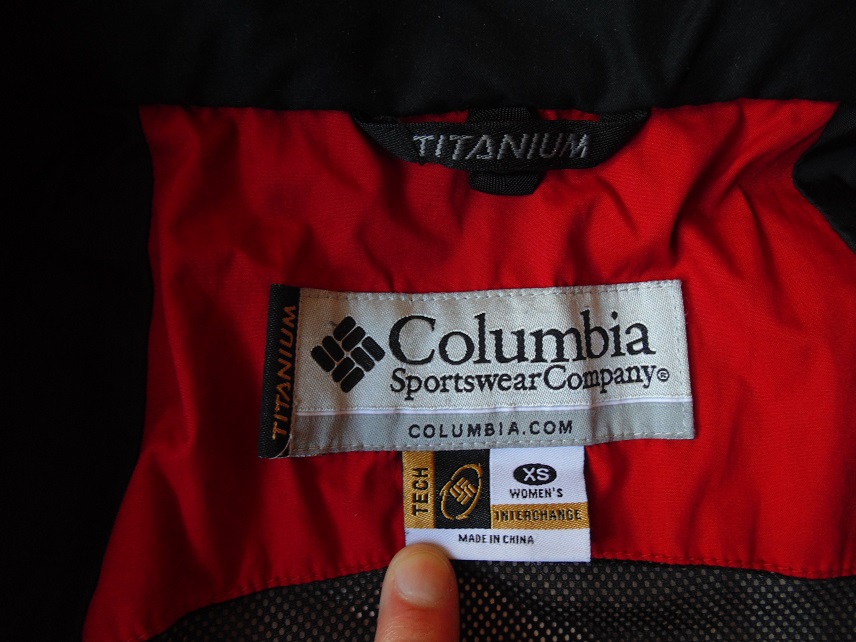 TITANIUM
TITANIUM
Columbia
Sportswear Company®
COLUMBIA.COM
TECH
XS
WOMEN'S
INTERCHANGE
MADE IN CHINA